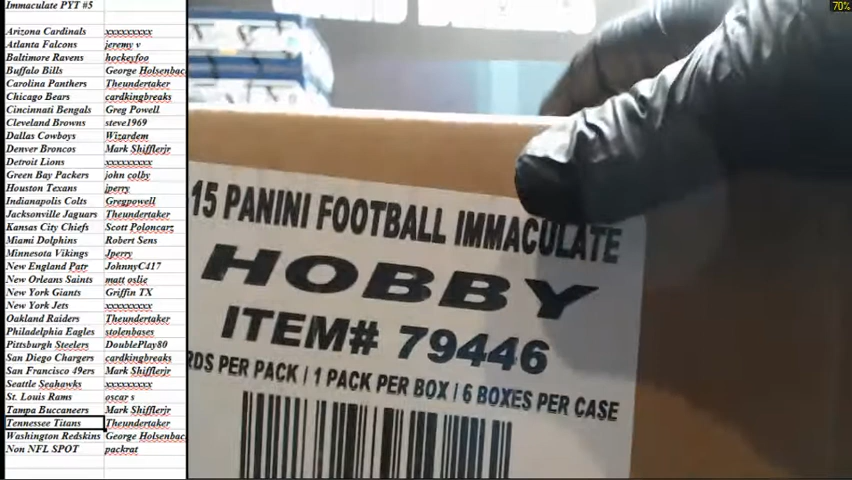 Immaculate PYT #5
Arizona Cardinals xxxxxxxxx
Atlanta Falcons jeremy v
Baltimore Ravens hockeyfoo
Buffalo Bills George Holsenbac
Carolina Panthers Theundertaker
Chicago Bears cardkingbreaks
Cincinnati Bengals Greg Powell
Cleveland Browns steve1969
Dallas Cowboys Wizardem
Denver Broncos Mark Shifflerjr
Detroit Lions xxxxxxxxx
Green Bay Packers john colby
Houston Texans jperry
Indianapolis Colts Gregpowell
Jacksonville Jaguars Theundertaker
Kansas City Chiefs Scott Poloncarz
Miami Dolphins Robert Sens
Minnesota Vikings Jperry
New England Patr JohnnyC417
New Orleans Saints matt oslie
New York Giants Griffin TX
New York Jets xxxxxxxxx
Oakland Raiders Theundertaker
Philadelphia Eagles stolenbases
Pittsburgh Steelers DoublePlay80
San Diego Chargers cardkingbreaks
San Francisco 49ers Mark Shifflerjr
Seattle Seahawks xxxxxxxxx
St. Louis Rams oscar s
Tampa Buccaneers Mark Shifflerjr
Tennessee Titans Theundertaker
Washington Redskins George Holsenbac
Non NFL SPOT packrat
70%
15 PANINI FOOTBALL IMMACULATE
HOBBY
ITEM# 79446
RDS PER PACK | 1 PACK PER BOX | 6 BOXES PER CASE